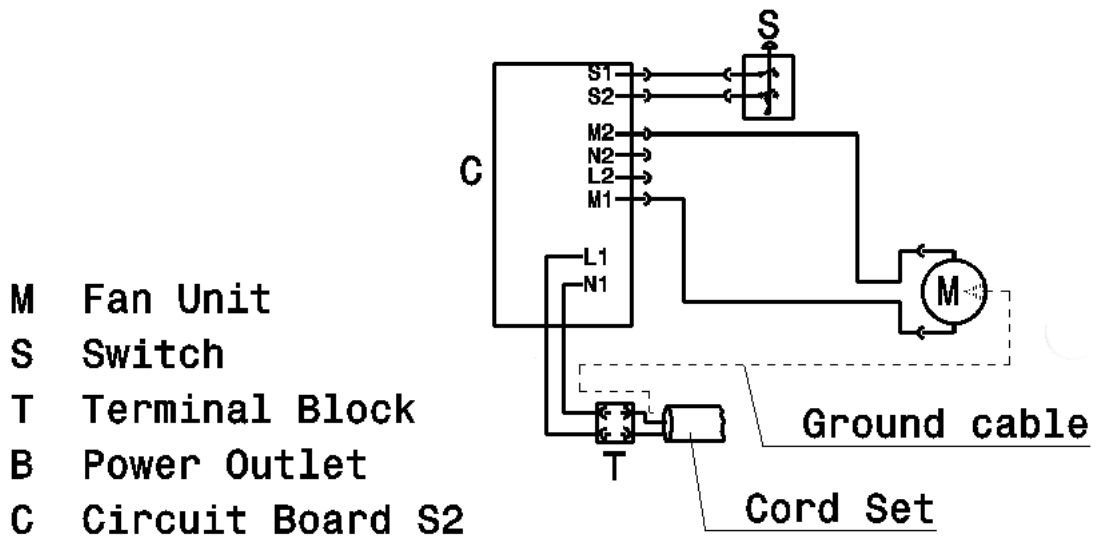 S
S1
S2
M2
N2
L2
M1
C
L1
N1
M
M Fan Unit
S Switch
T Terminal Block
B Power Outlet
C Circuit Board S2
T
Ground cable
Cord Set